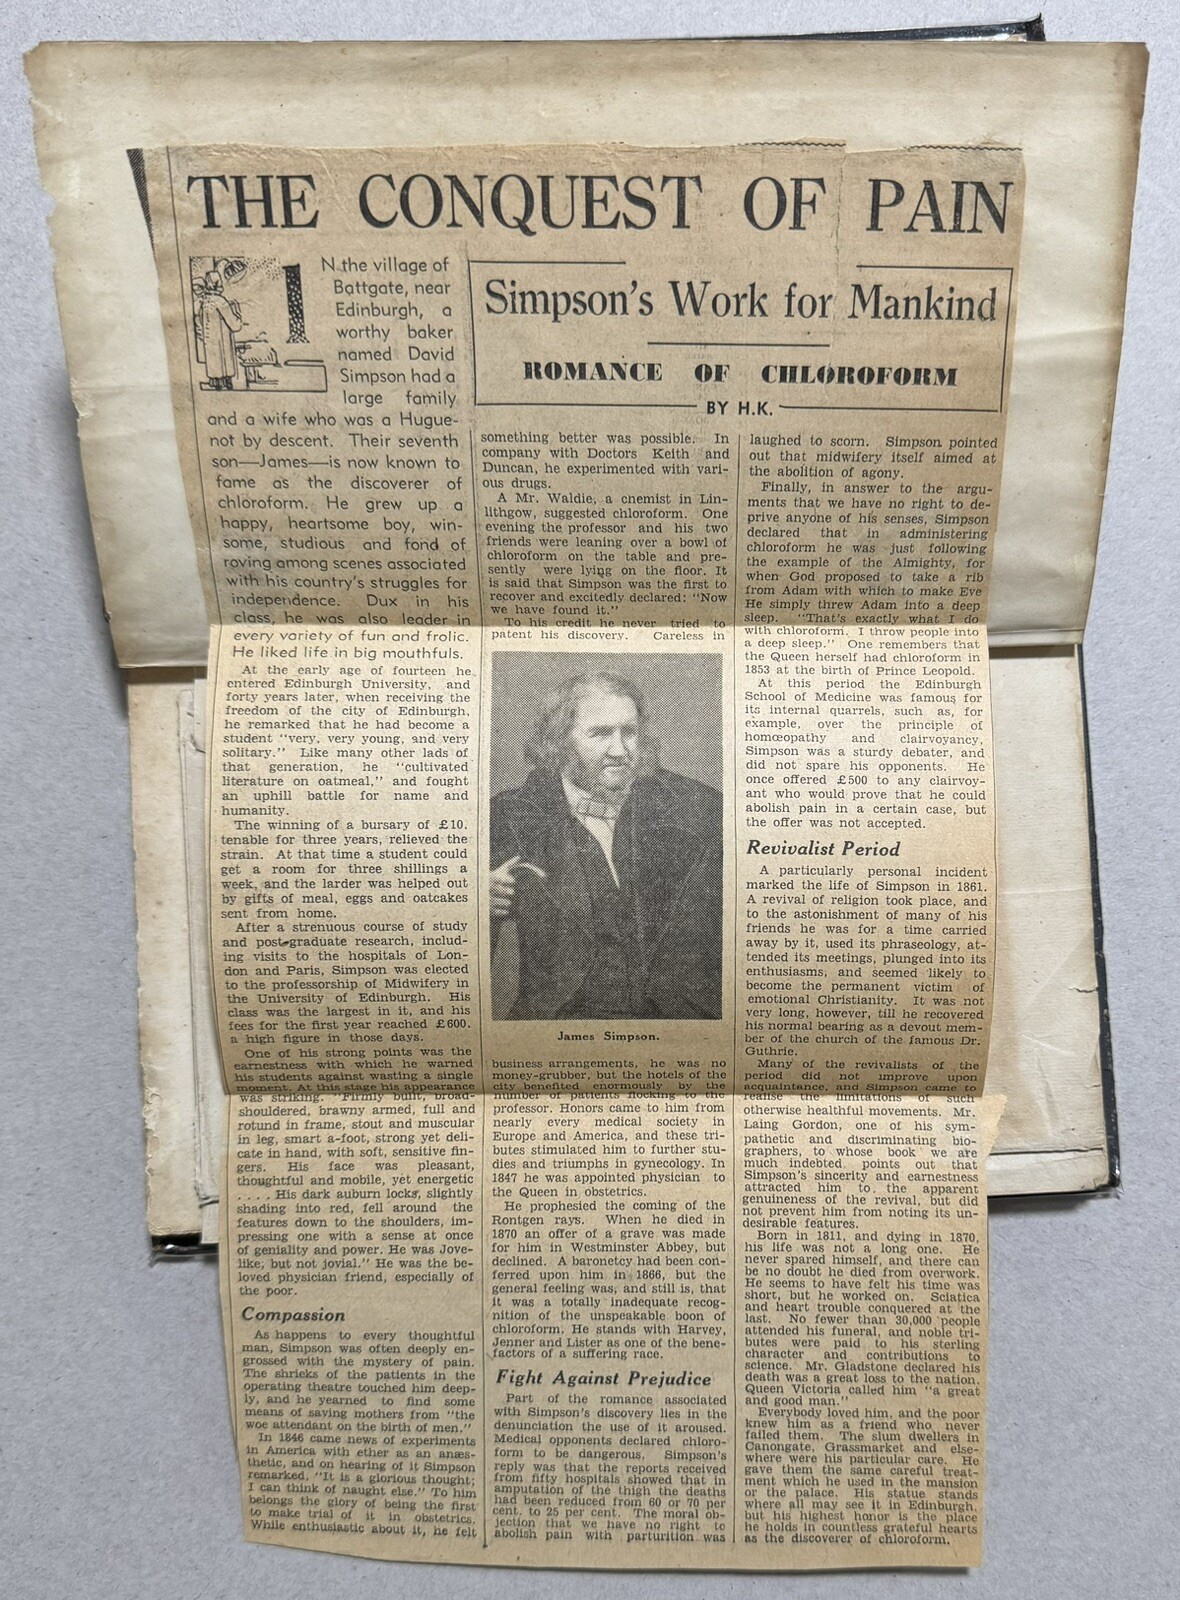 THE CONQUEST OF PAIN
Simpson's Work for Mankind
ROMANCE OF CHLOROFORM
BY H.K.
IN the village of
Battgate, near
Edinburgh, a
worthy baker
named David
Simpson had a
large family
and a wife who was a Hugue-
not by descent. Their seventh
son—James—is now known to
fame as the discoverer of
chloroform. He grew up a
happy, heartsome boy, win-
some, studious and fond of
roving among scenes associated
with his country's struggles for
independence. Dux in his
class, he was also leader in
every variety of fun and frolic.
He liked life in big mouthfuls.
At the early age of fourteen he
entered Edinburgh University, and
forty years later, when receiving the
freedom of the city of Edinburgh,
he remarked that he had become a
student "very, very young, and very
solitary." Like many other lads of
that generation, he "cultivated
literature on oatmeal," and fought
an uphill battle for name and
humanity.
The winning of a bursary of £10,
tenable for three years, relieved the
strain. At that time a student could
get a room for three shillings a
week, and the larder was helped out
by gifts of meal, eggs and oatcakes
sent from home.
After a strenuous course of study
and post-graduate research, includ-
ing visits to the hospitals of Lon-
don and Paris, Simpson was elected
to the professorship of Midwifery in
the University of Edinburgh. His
class was the largest in it, and his
fees for the first year reached £600.
a high figure in those days.
One of his strong points was the
earnestness with which he warned
his students against wasting a single
moment. At this stage his appearance
was striking. "Firmly built, broad-
shouldered, brawny armed, full and
rotund in frame, stout and muscular
in leg, smart a-foot, strong yet deli-
cate in hand, with soft, sensitive fin-
gers. His face was pleasant,
thoughtful and mobile, yet energetic
. . . . His dark auburn locks, slightly
shading into red, fell around the
features down to the shoulders, im-
pressing one with a sense at once
of geniality and power. He was Jove-
like, but not jovial." He was the be-
loved physician friend, especially of
the poor.
Compassion
As happens to every thoughtful
man, Simpson was often deeply en-
grossed with the mystery of pain.
The shrieks of the patients in the
operating theatre touched him deep-
ly, and he yearned to find some
means of saving mothers from "the
woe attendant on the birth of men."
In 1846 came news of experiments
in America with ether as an anæs-
thetic, and on hearing of it Simpson
remarked, "It is a glorious thought;
I can think of naught else." To him
belongs the glory of being the first
to make trial of it in obstetrics.
While enthusiastic about it, he felt
something better was possible. In
company with Doctors Keith and
Duncan, he experimented with vari-
ous drugs.
A Mr. Waldie, a chemist in Lin-
lithgow, suggested chloroform. One
evening the professor and his two
friends were leaning over a bowl of
chloroform on the table and pre-
sently were lying on the floor. It
is said that Simpson was the first to
recover and excitedly declared: "Now
we have found it."
To his credit he never tried to
patent his discovery. Careless in
James Simpson.
business arrangements, he was no
money-grubber, but the hotels of the
city benefited enormously by the
number of patients flocking to the
professor. Honors came to him from
nearly every medical society in
Europe and America, and these tri-
butes stimulated him to further stu-
dies and triumphs in gynecology. In
1847 he was appointed physician to
the Queen in obstetrics.
He prophesied the coming of the
Rontgen rays. When he died in
1870 an offer of a grave was made
for him in Westminster Abbey, but
declined. A baronetcy had been con-
ferred upon him in 1866, but the
general feeling was, and still is, that
it was a totally inadequate recog-
nition of the unspeakable boon of
chloroform. He stands with Harvey,
Jenner and Lister as one of the bene-
factors of a suffering race.
Fight Against Prejudice
Part of the romance associated
with Simpson's discovery lies in the
denunciation the use of it aroused.
Medical opponents declared chloro-
form to be dangerous. Simpson's
reply was that the reports received
from fifty hospitals showed that in
amputation of the thigh the deaths
had been reduced from 60 or 70 per
cent. to 25 per cent. The moral ob-
jection that we have no right to
abolish pain with parturition was
laughed to scorn. Simpson pointed
out that midwifery itself aimed at
the abolition of agony.
Finally, in answer to the argu-
ments that we have no right to de-
prive anyone of his senses, Simpson
declared that in administering
chloroform he was just following
the example of the Almighty, for
when God proposed to take a rib
from Adam with which to make Eve
He simply threw Adam into a deep
sleep. "That's exactly what I do
with chloroform. I throw people into
a deep sleep." One remembers that
the Queen herself had chloroform in
1853 at the birth of Prince Leopold.
At this period the Edinburgh
School of Medicine was famous for
its internal quarrels, such as, for
example, over the principle of
homœopathy and clairvoyancy,
Simpson was a sturdy debater, and
did not spare his opponents. He
once offered £500 to any clairvoy-
ant who would prove that he could
abolish pain in a certain case, but
the offer was not accepted.
Revivalist Period
A particularly personal incident
marked the life of Simpson in 1861.
A revival of religion took place, and
to the astonishment of many of his
friends he was for a time carried
away by it, used its phraseology, at-
tended its meetings, plunged into its
enthusiasms, and seemed likely to
become the permanent victim of
emotional Christianity. It was not
very long, however, till he recovered
his normal bearing as a devout mem-
ber of the church of the famous Dr.
Guthrie.
Many of the revivalists of the
period did not improve upon
acquaintance, and Simpson came to
realise the limitations of such
otherwise healthful movements. Mr.
Laing Gordon, one of his sym-
pathetic and discriminating bio-
graphers, to whose book we are
much indebted points out that
Simpson's sincerity and earnestness
attracted him to the apparent
genuineness of the revival, but did
not prevent him from noting its un-
desirable features.
Born in 1811, and dying in 1870,
his life was not a long one. He
never spared himself, and there can
be no doubt he died from overwork.
He seems to have felt his time was
short, but he worked on. Sciatica
and heart trouble conquered at the
last. No fewer than 30,000 people
attended his funeral, and noble tri-
butes were paid to his sterling
character and contributions to
science. Mr. Gladstone declared his
death was a great loss to the nation.
Queen Victoria called him "a great
and good man."
Everybody loved him, and the poor
knew him as a friend who never
failed them. The slum dwellers in
Canongate, Grassmarket and else-
where were his particular care. He
gave them the same careful treat-
ment which he used in the mansion
or the palace. His statue stands
where all may see it in Edinburgh,
but his highest honor is the place
he holds in countless grateful hearts
as the discoverer of chloroform.